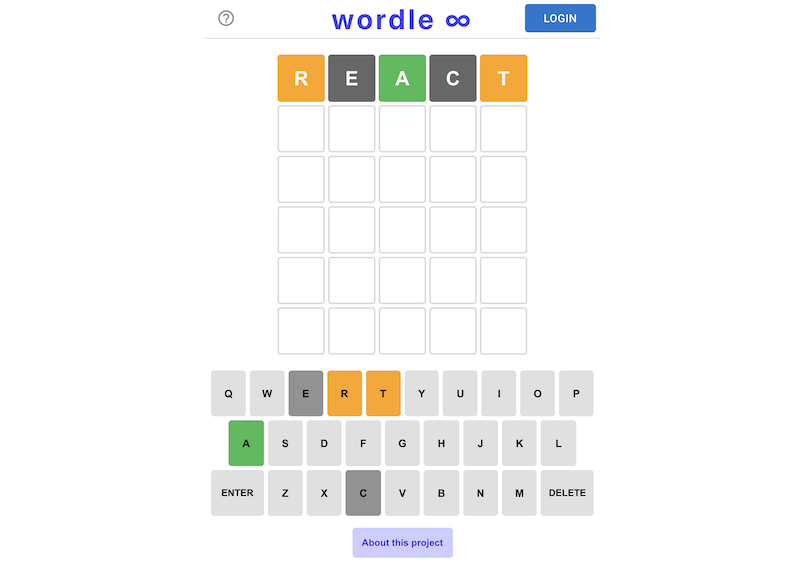 ?
wordle ∞
LOGIN
R E A C T
Q W E R T Y U I O P
A S D F G H J K L
ENTER Z X C V B N M DELETE
About this project